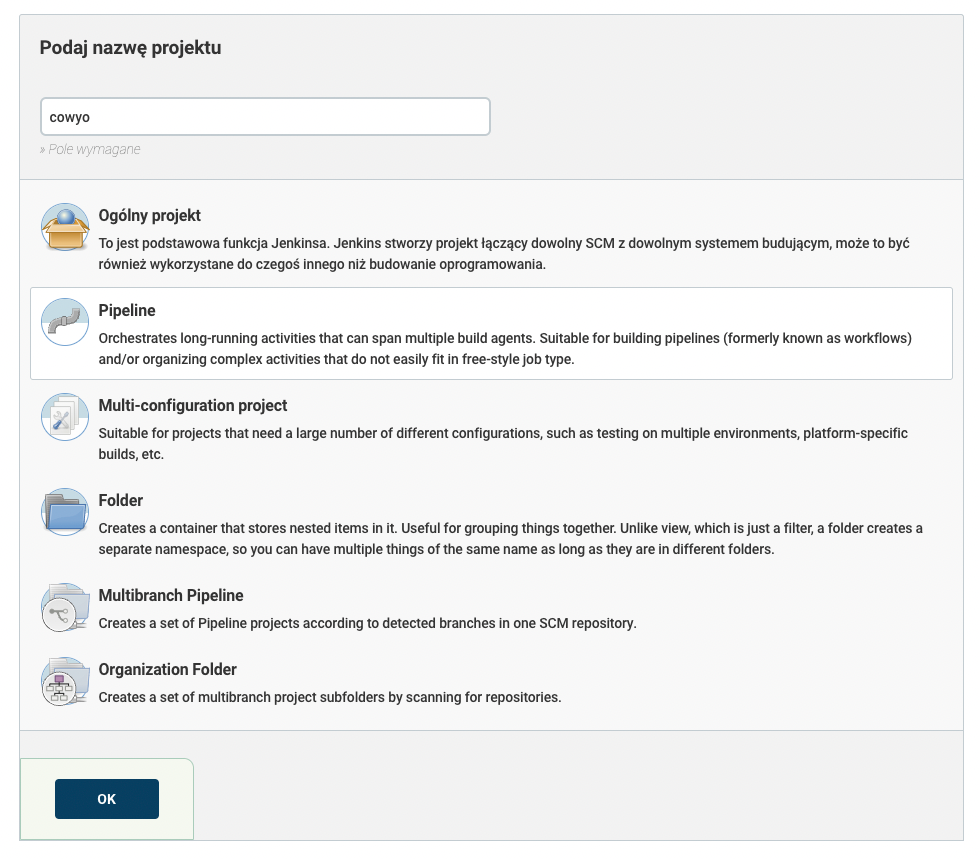 Podaj nazwę projektu
cowyo
» Pole wymagane
Ogólny projekt
To jest podstawowa funkcja Jenkinsa. Jenkins stworzy projekt łączący dowolny SCM z dowolnym systemem budującym, może to być
również wykorzystane do czegoś innego niż budowanie oprogramowania.
Pipeline
Orchestrates long-running activities that can span multiple build agents. Suitable for building pipelines (formerly known as workflows)
and/or organizing complex activities that do not easily fit in free-style job type.
Multi-configuration project
Suitable for projects that need a large number of different configurations, such as testing on multiple environments, platform-specific
builds, etc.
Folder
Creates a container that stores nested items in it. Useful for grouping things together. Unlike view, which is just a filter, a folder creates a
separate namespace, so you can have multiple things of the same name as long as they are in different folders.
Multibranch Pipeline
Creates a set of Pipeline projects according to detected branches in one SCM repository.
Organization Folder
Creates a set of multibranch project subfolders by scanning for repositories.
OK